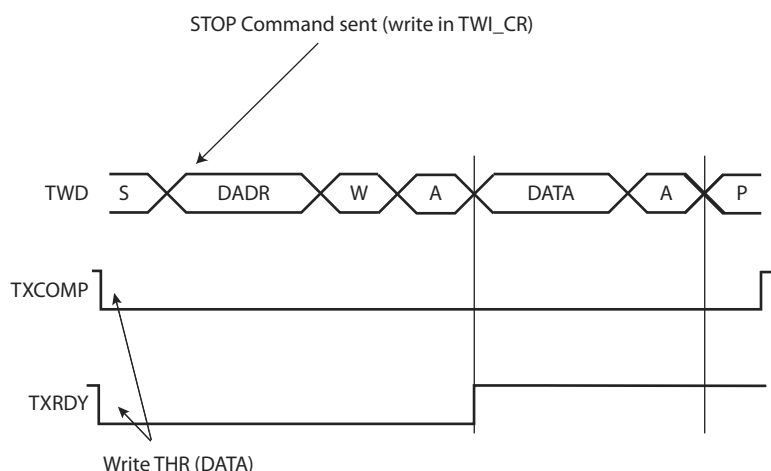 STOP Command sent (write in TWI_CR)
TWD S DADR W A DATA A P
TXCOMP
TXRDY
Write THR (DATA)